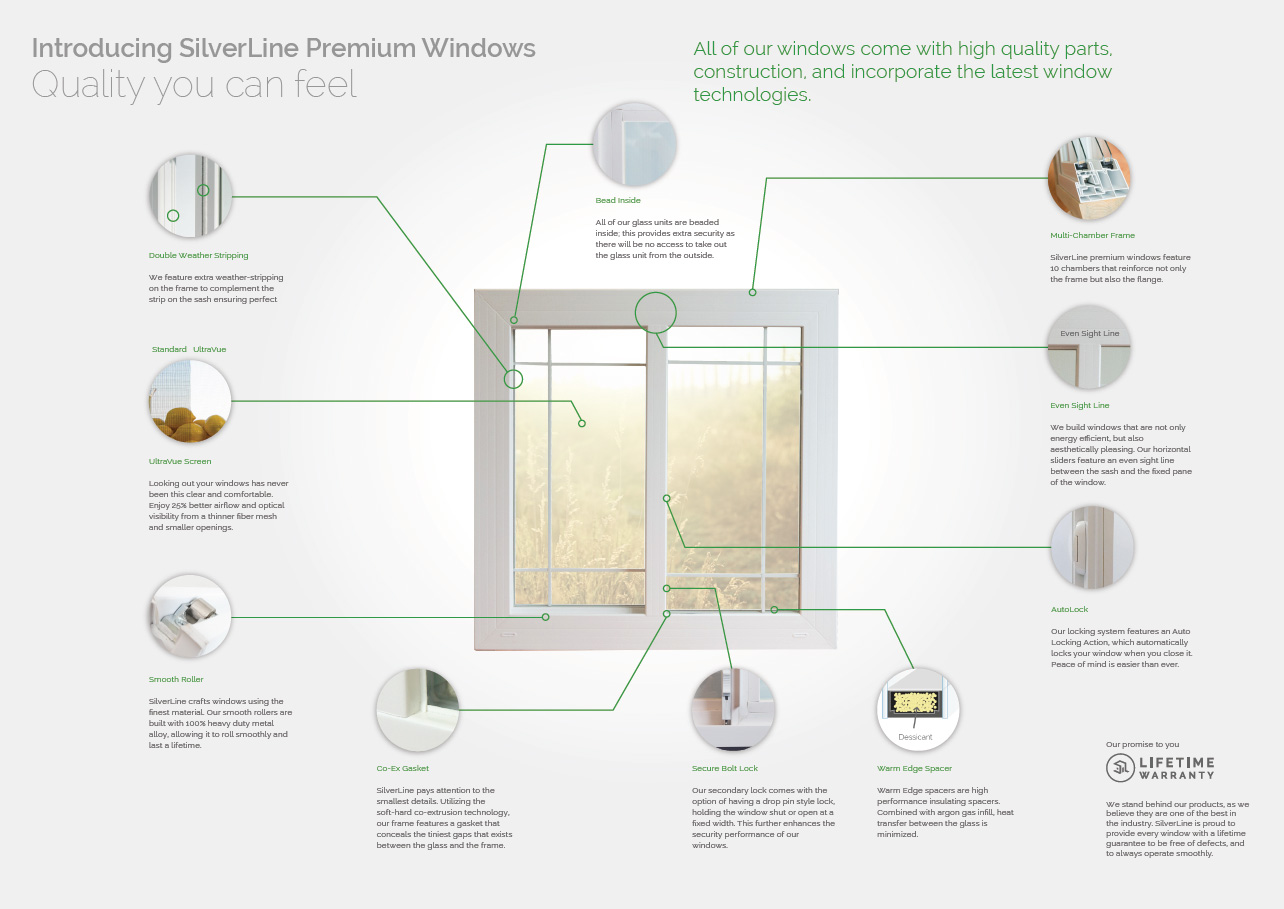 Introducing SilverLine Premium Windows
Quality you can feel
All of our windows come with high quality parts,
construction, and incorporate the latest window
technologies.
Double Weather Stripping
We feature extra weather-stripping
on the frame to complement the
strip on the sash ensuring perfect
Standard UltraVue
UltraVue Screen
Looking out your windows has never
been this clear and comfortable.
Enjoy 25% better airflow and optical
visibility from a thinner fiber mesh
and smaller openings.
Smooth Roller
SilverLine crafts windows using the
finest material. Our smooth rollers are
built with 100% heavy duty metal
alloy, allowing it to roll smoothly and
last a lifetime.
Bead Inside
All of our glass units are beaded
inside; this provides extra security as
there will be no access to take out
the glass unit from the outside.
Multi-Chamber Frame
SilverLine premium windows feature
10 chambers that reinforce not only
the frame but also the flange.
Even Sight Line
Even Sight Line
We build windows that are not only
energy efficient, but also
aesthetically pleasing. Our horizontal
sliders feature an even sight line
between the sash and the fixed pane
of the window.
AutoLock
Our locking system features an Auto
Locking Action, which automatically
locks your window when you close it.
Peace of mind is easier than ever.
Co-Ex Gasket
SilverLine pays attention to the
smallest details. Utilizing the
soft-hard co-extrusion technology,
our frame features a gasket that
conceals the tiniest gaps that exists
between the glass and the frame.
Secure Bolt Lock
Our secondary lock comes with the
option of having a drop pin style lock,
holding the window shut or open at a
fixed width. This further enhances the
security performance of our
windows.
Dessicant
Warm Edge Spacer
Warm Edge spacers are high
performance insulating spacers.
Combined with argon gas infill, heat
transfer between the glass is
minimized.
Our promise to you
LIFETIME
WARRANTY
We stand behind our products, as we
believe they are one of the best in
the industry. SilverLine is proud to
provide every window with a lifetime
guarantee to be free of defects, and
to always operate smoothly.